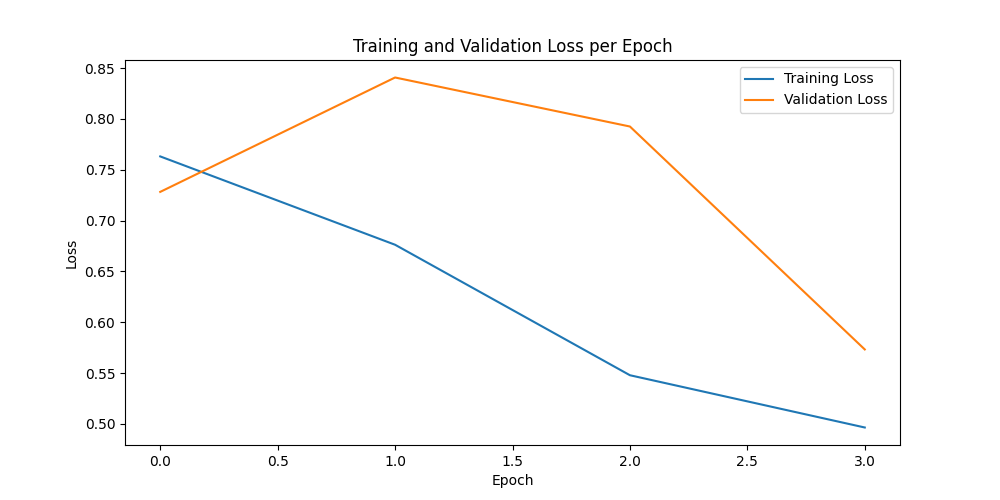 Training and Validation Loss per Epoch
Training Loss
Validation Loss
0.85
0.80
0.75
0.70
0.65
0.60
0.55
0.50
Loss
0.0 0.5 1.0 1.5 2.0 2.5 3.0
Epoch